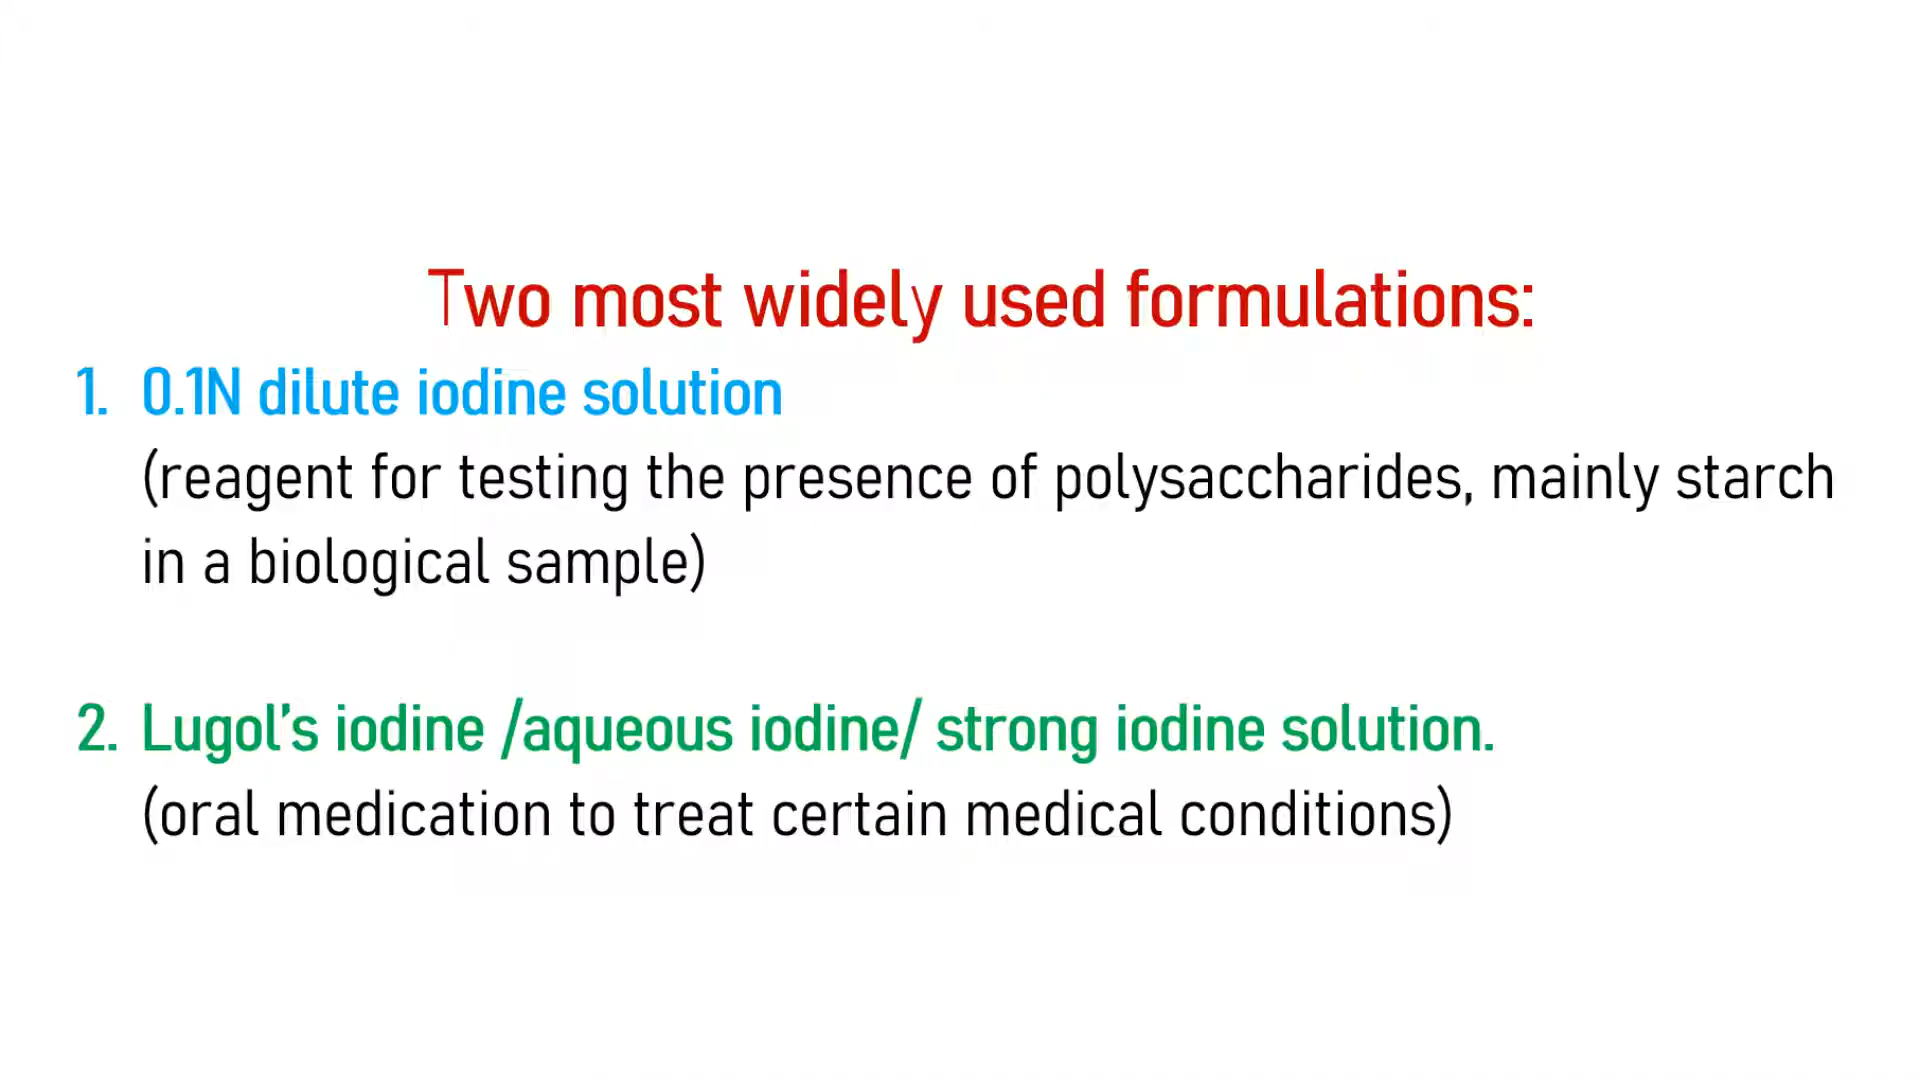 Two most widely used formulations:
1. 0.1N dilute iodine solution
(reagent for testing the presence of polysaccharides, mainly starch
in a biological sample)
2. Lugol’s iodine /aqueous iodine/ strong iodine solution.
(oral medication to treat certain medical conditions)